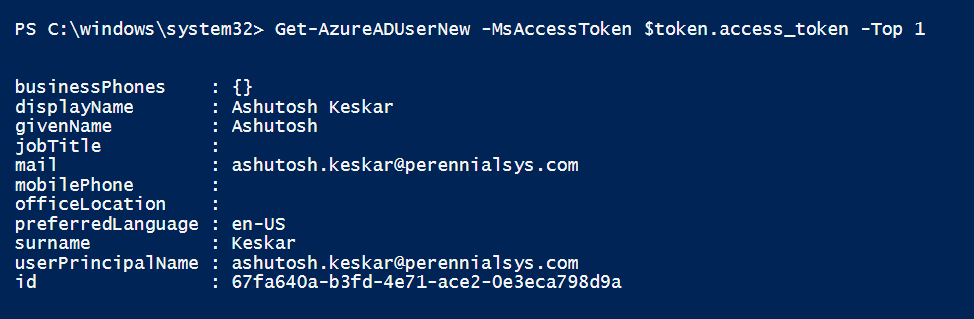 PS C:\windows\system32> Get-AzureADUserNew -MsAccessToken $token.access_token -Top 1
businessPhones    : {}
displayName       : Ashutosh Keskar
givenName         : Ashutosh
jobTitle          :
mail              : ashutosh.keskar@perennialsys.com
mobilePhone       :
officeLocation    :
preferredLanguage : en-US
surname           : Keskar
userPrincipalName : ashutosh.keskar@perennialsys.com
id                : 67fa640a-b3fd-4e71-ace2-0e3eca798d9a